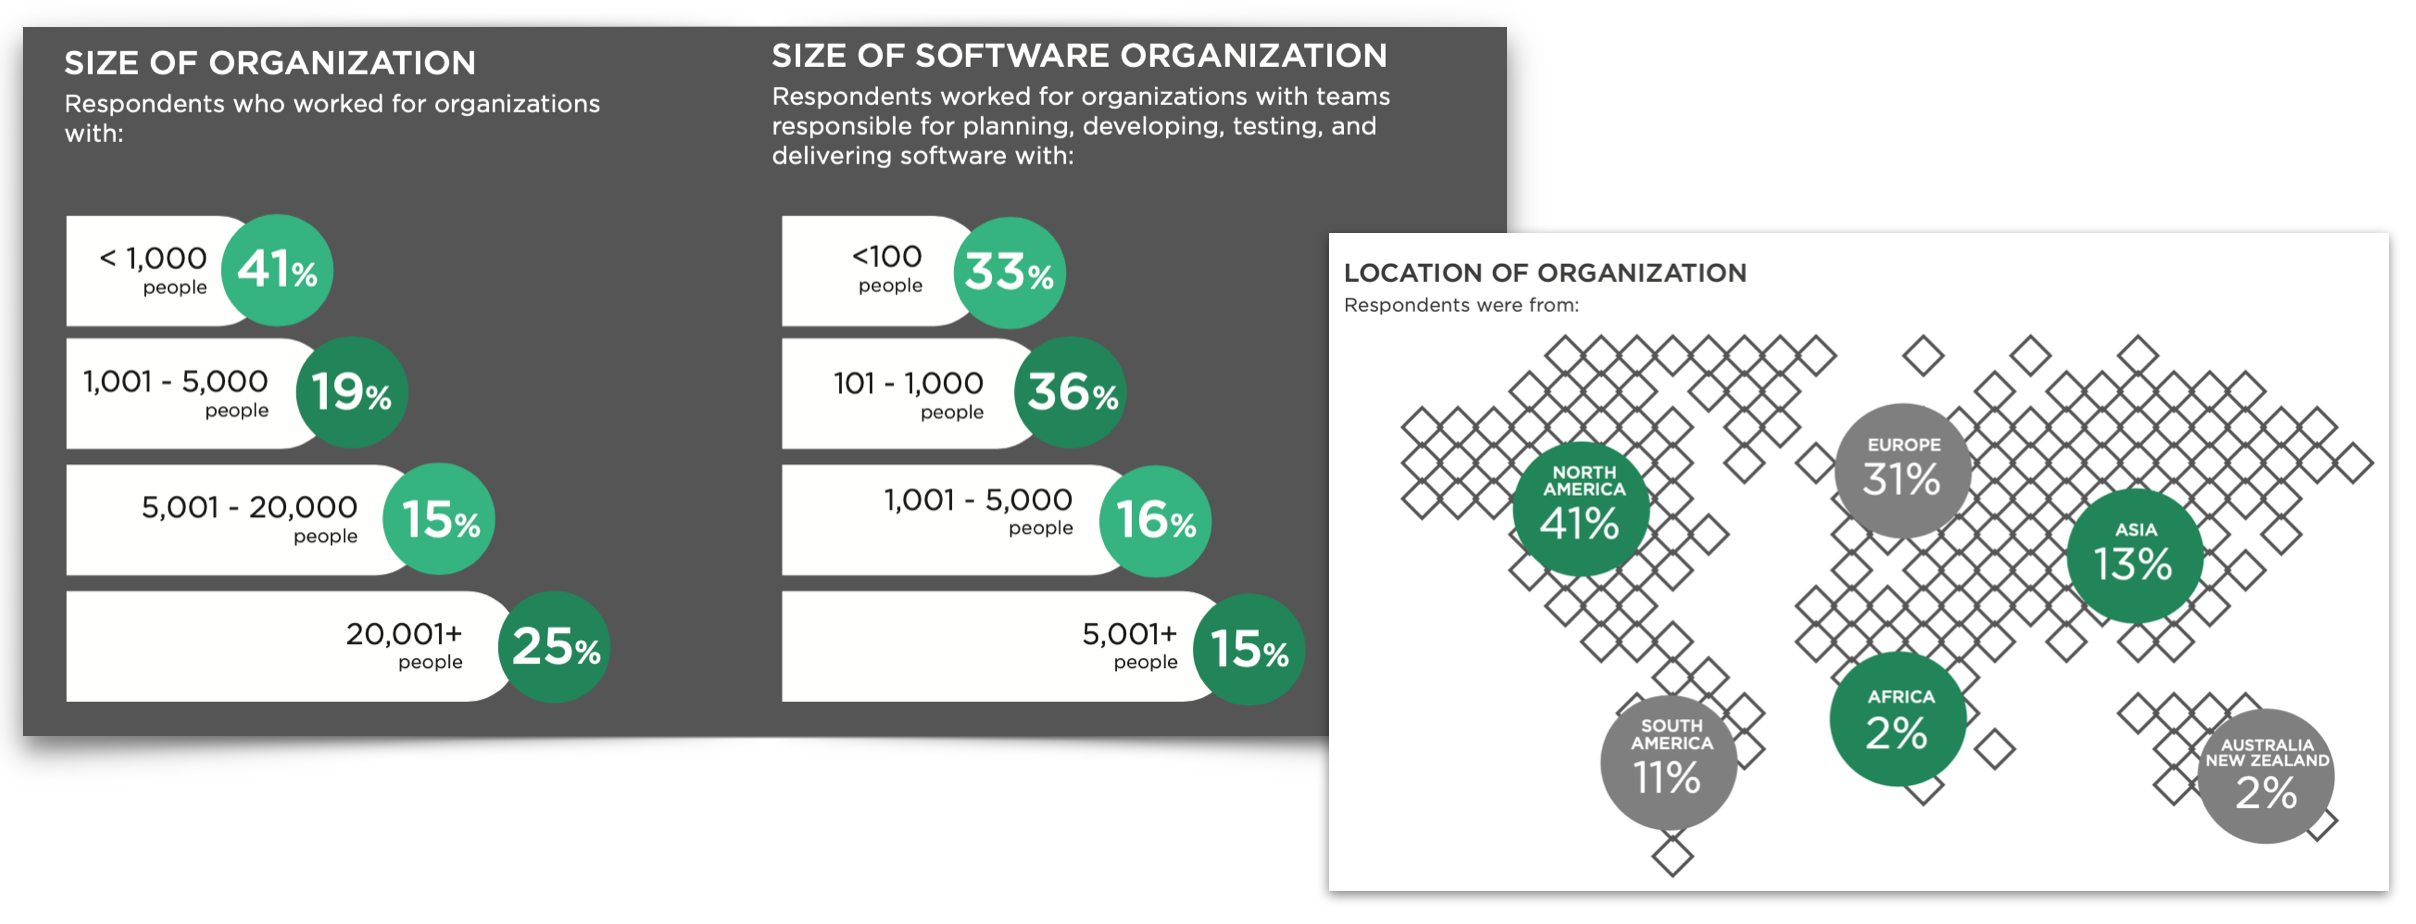 SIZE OF ORGANIZATION
Respondents who worked for organizations
with:
< 1,000
people
41%
1,001 - 5,000
people
19%
5,001 - 20,000
people
15%
20,001+
people
25%
SIZE OF SOFTWARE ORGANIZATION
Respondents worked for organizations with teams
responsible for planning, developing, testing, and
delivering software with:
<100
people
33%
101 - 1,000
people
36%
1,001 - 5,000
people
16%
5,001+
people
15%
LOCATION OF ORGANIZATION
Respondents were from:
NORTH
AMERICA
41%
EUROPE
31%
ASIA
13%
SOUTH
AMERICA
11%
AFRICA
2%
AUSTRALIA
NEW ZEALAND
2%